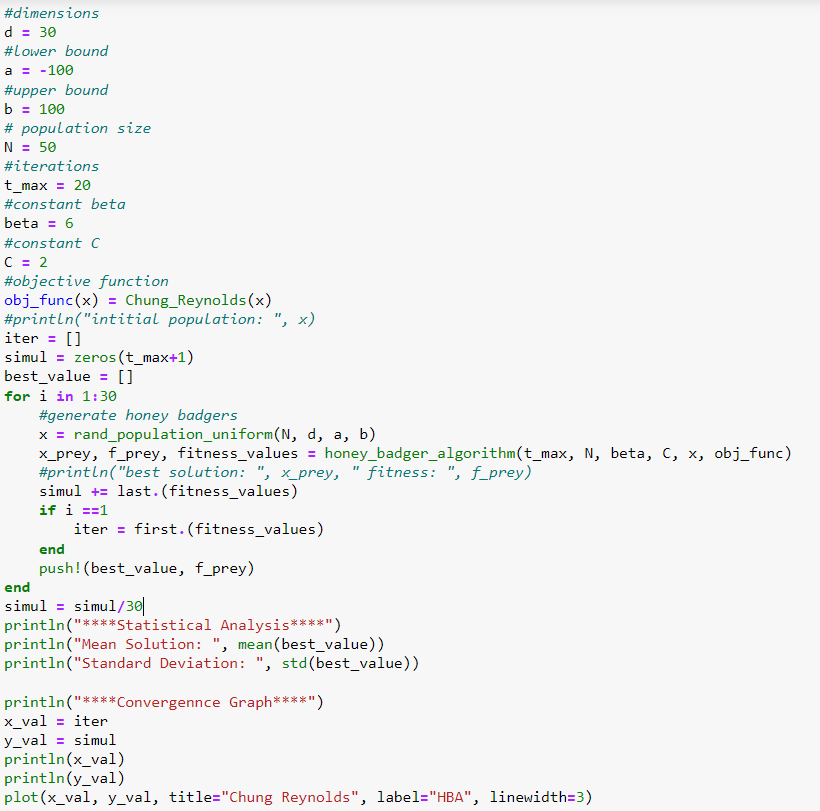 #dimensions
d = 30
#lower bound
a = -100
#upper bound
b = 100
# population size
N = 50
#iterations
t_max = 20
#constant beta
beta = 6
#constant C
C = 2
#objective function
obj_func(x) = Chung_Reynolds(x)
#println("intitial population: ", x)
iter = []
simul = zeros(t_max+1)
best_value = []
for i in 1:30
    #generate honey badgers
    x = rand_population_uniform(N, d, a, b)
    x_prey, f_prey, fitness_values = honey_badger_algorithm(t_max, N, beta, C, x, obj_func)
    #println("best solution: ", x_prey, " fitness: ", f_prey)
    simul += last.(fitness_values)
    if i ==1
        iter = first.(fitness_values)
    end
    push!(best_value, f_prey)
end
simul = simul/30
println("****Statistical Analysis****")
println("Mean Solution: ", mean(best_value))
println("Standard Deviation: ", std(best_value))

println("****Convergennce Graph****")
x_val = iter
y_val = simul
println(x_val)
println(y_val)
plot(x_val, y_val, title="Chung Reynolds", label="HBA", linewidth=3)